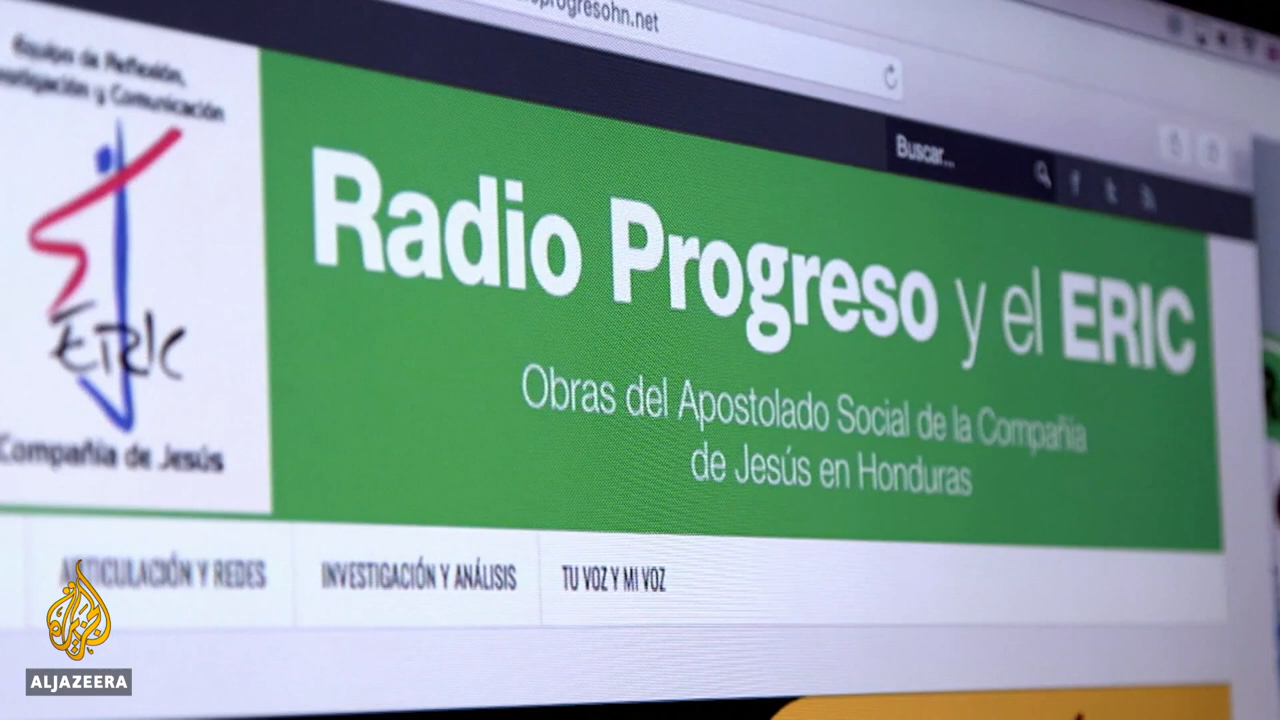 progresohn.net
Buscar...
Equipo de Reflexión,
y Comunicación
ERIC
Compañía de Jesús
Radio Progreso y el ERIC
Obras del Apostolado Social de la Compañía
de Jesús en Honduras
ARTICULACIÓN Y REDES
INVESTIGACIÓN Y ANÁLISIS
TU VOZ Y MI VOZ
الجزيرة
ALJAZEERA